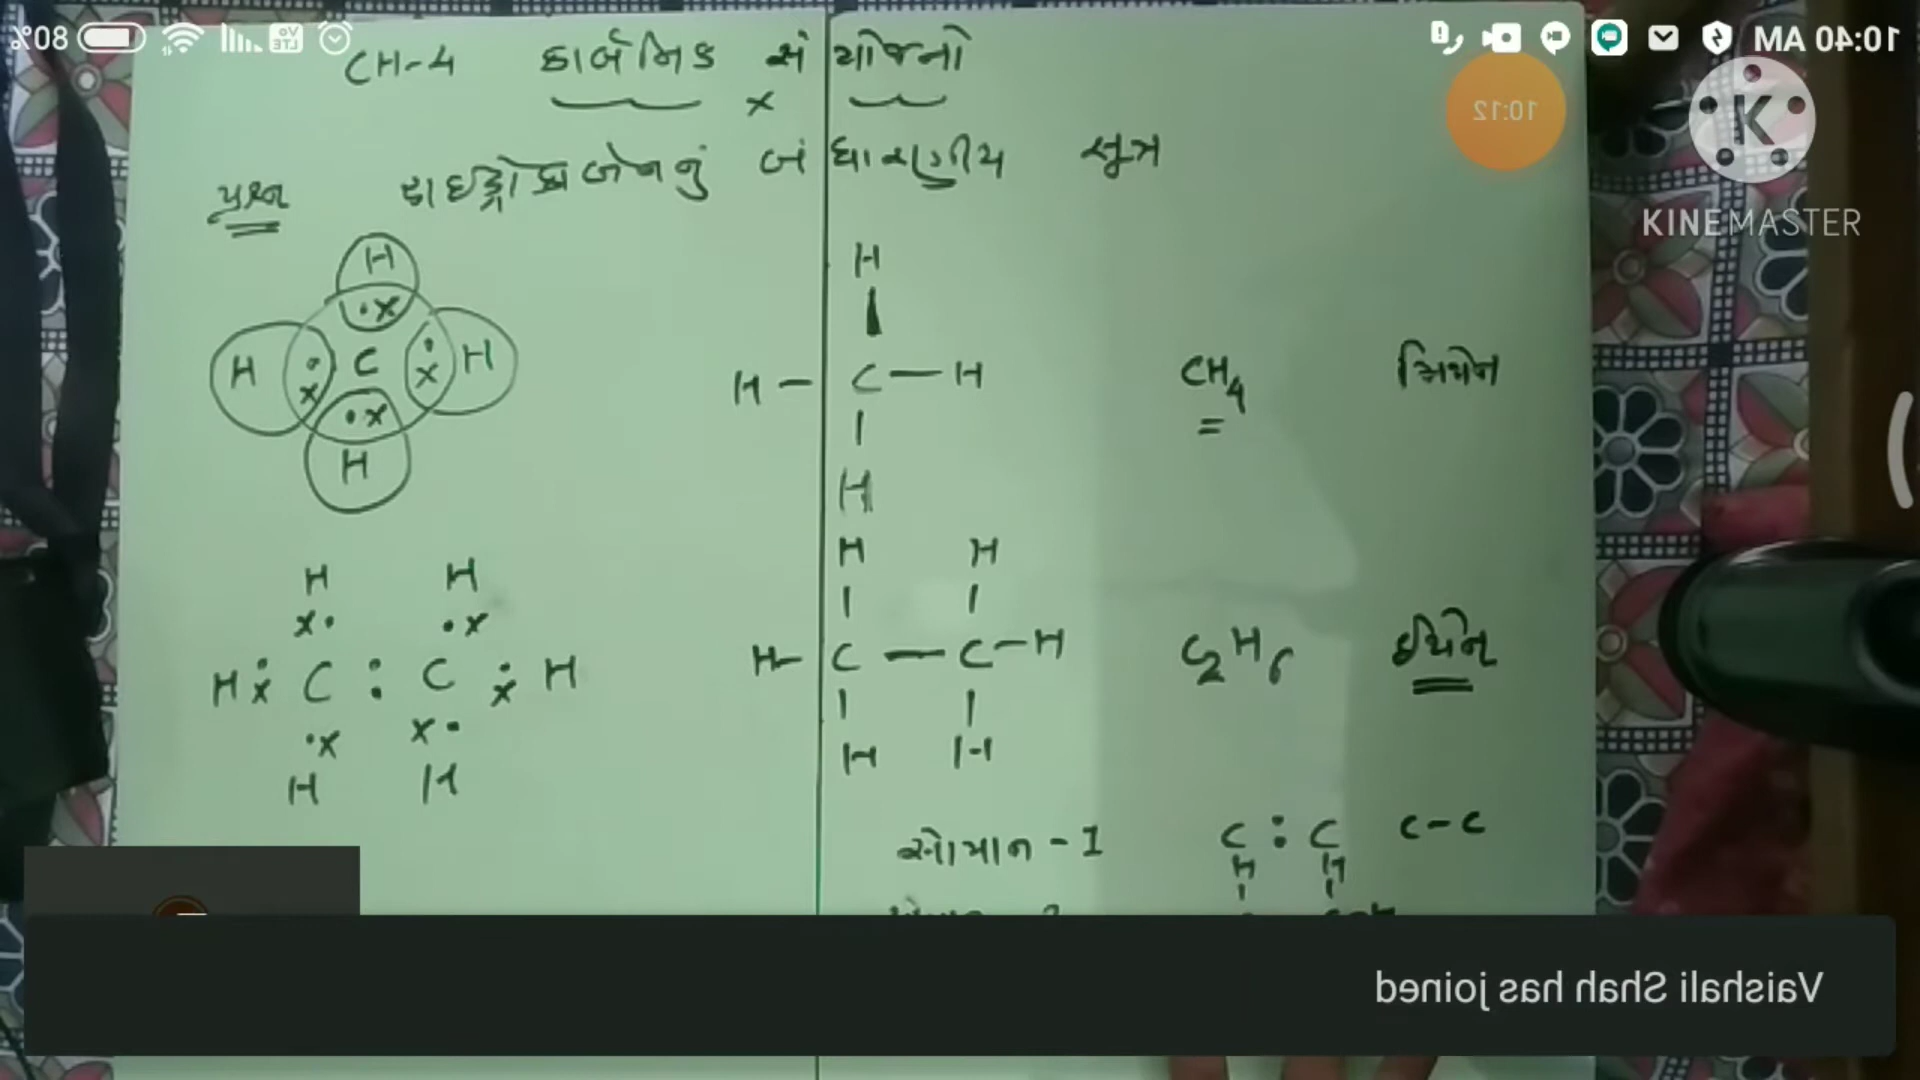 80%
10:40 AM
10:12
K
KINEMASTER
CH-4 કાર્બનિક સંયોજનો
x
પ્રશ્ન હાઇડ્રોકાર્બનનું બંધારણીય સૂત્ર
H
·x
H ·x C ·x H
·x
H
H
H – C – H
H
CH4 મિથેન
H H
x· ·x
H :x C : C :x H
·x x·
H H
H H
H– C – C –H
H H
C2H6 ઈથેન
સોપાન - 1 C : C C-C
H H
Vaishali Shah has joined